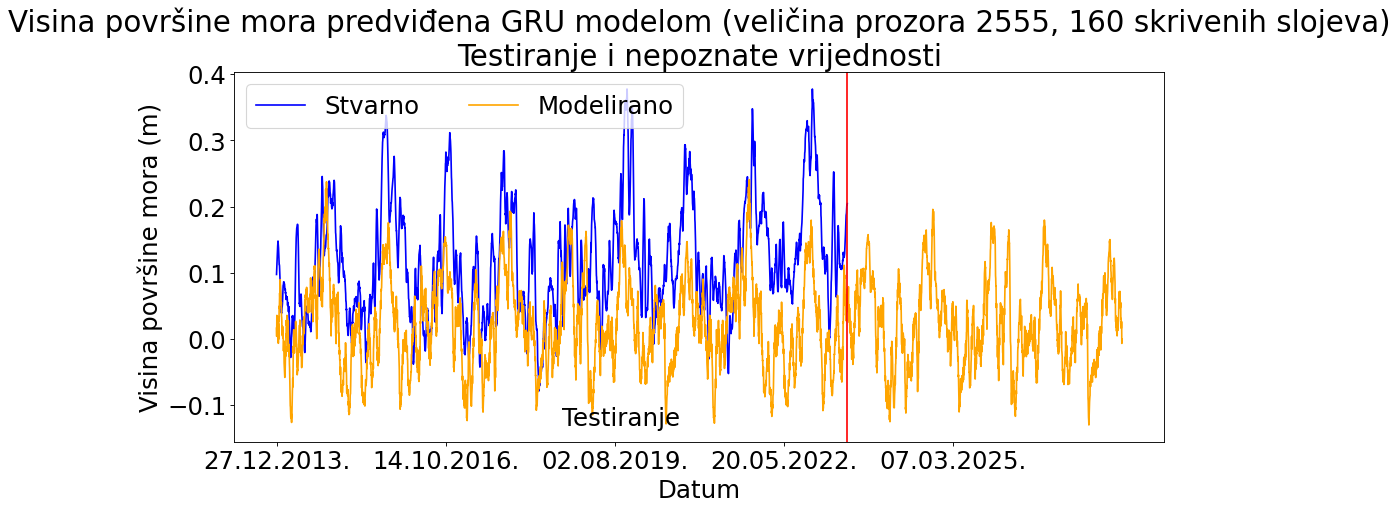 Visina površine mora predviđena GRU modelom (veličina prozora 2555, 160 skrivenih slojeva)
Testiranje i nepoznate vrijednosti
Stvarno
Modelirano
Visina površine mora (m)
0.4
0.3
0.2
0.1
0.0
−0.1
Testiranje
27.12.2013.
14.10.2016.
02.08.2019.
20.05.2022.
07.03.2025.
Datum